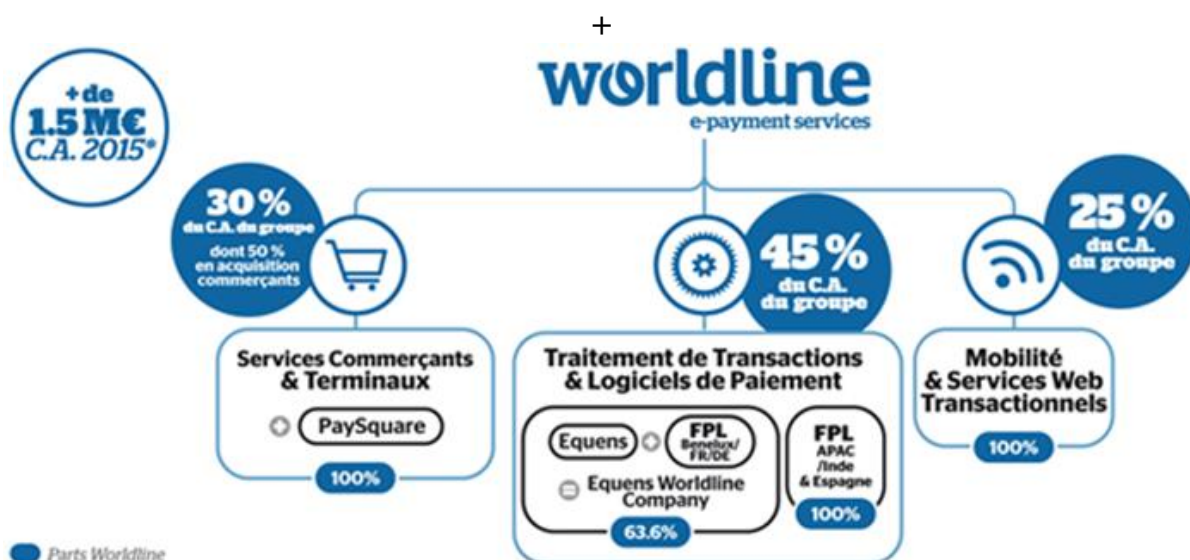 +
+ de
1.5 M€
C.A. 2015*
worldline
e-payment services
30 %
du C.A. du groupe
dont 50 %
en acquisition
commerçants
45 %
du C.A.
du groupe
25 %
du C.A.
du groupe
Services Commerçants
& Terminaux
+ PaySquare
100%
Traitement de Transactions
& Logiciels de Paiement
Equens + FPL
Benelux/
FR/DE
= Equens Worldline
Company
63.6%
FPL
APAC
/Inde
& Espagne
100%
Mobilité
& Services Web
Transactionnels
100%
Parts Worldline